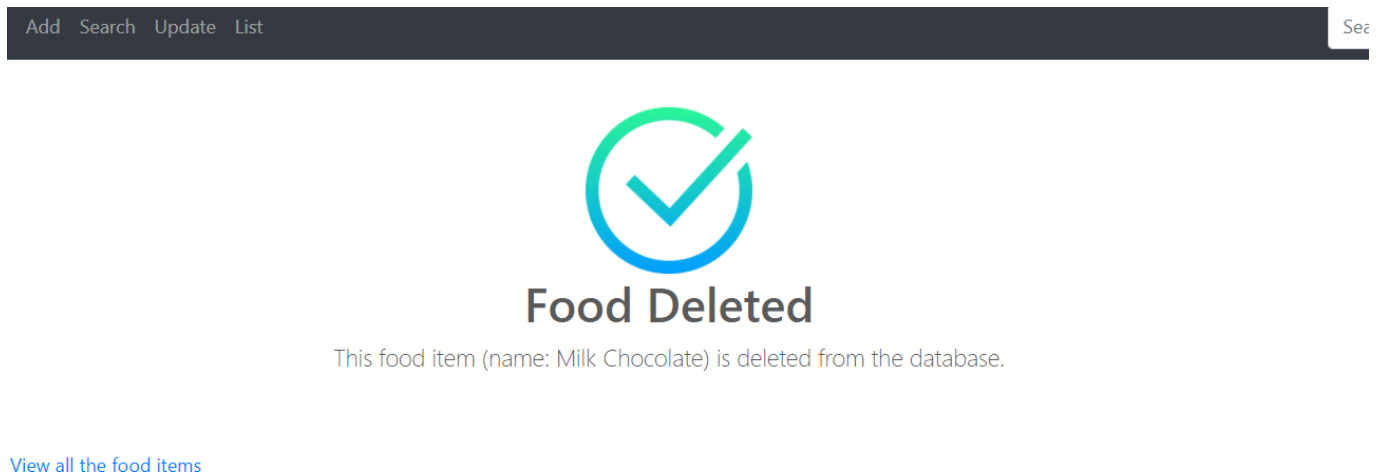 Add Search Update List
Food Deleted
This food item (name: Milk Chocolate) is deleted from the database.
View all the food items